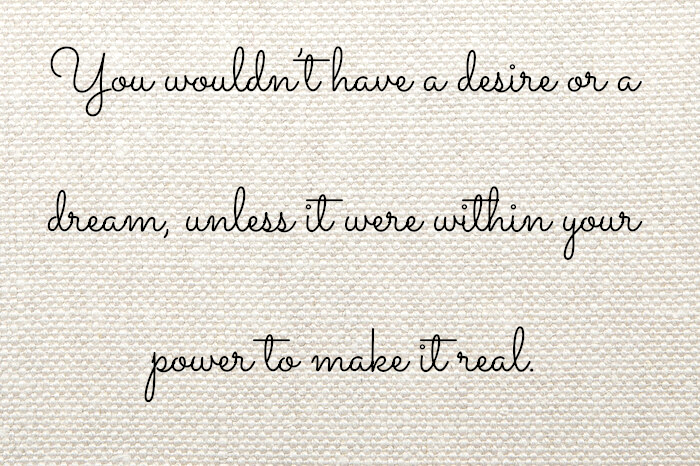 You wouldn't have a desire or a
dream, unless it were within your
power to make it real.